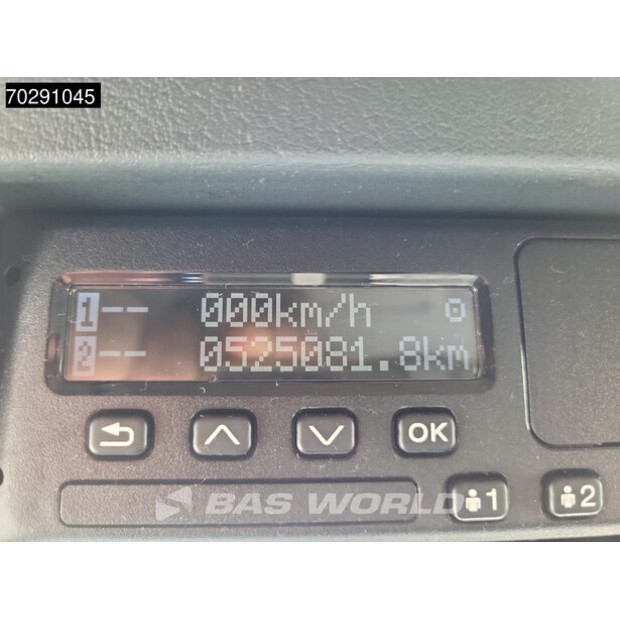 70291045
1-- 000km/h o
2-- 0525081.8km
OK
BAS WORLD
1
2